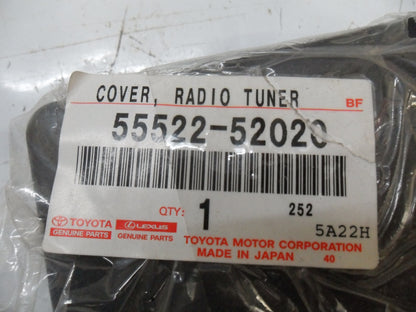 COVER, RADIO TUNER
BF
55522-52020
QTY: 1
252
5A22H
TOYOTA
GENUINE PARTS
LEXUS
GENUINE PARTS
TOYOTA MOTOR CORPORATION
MADE IN JAPAN 40